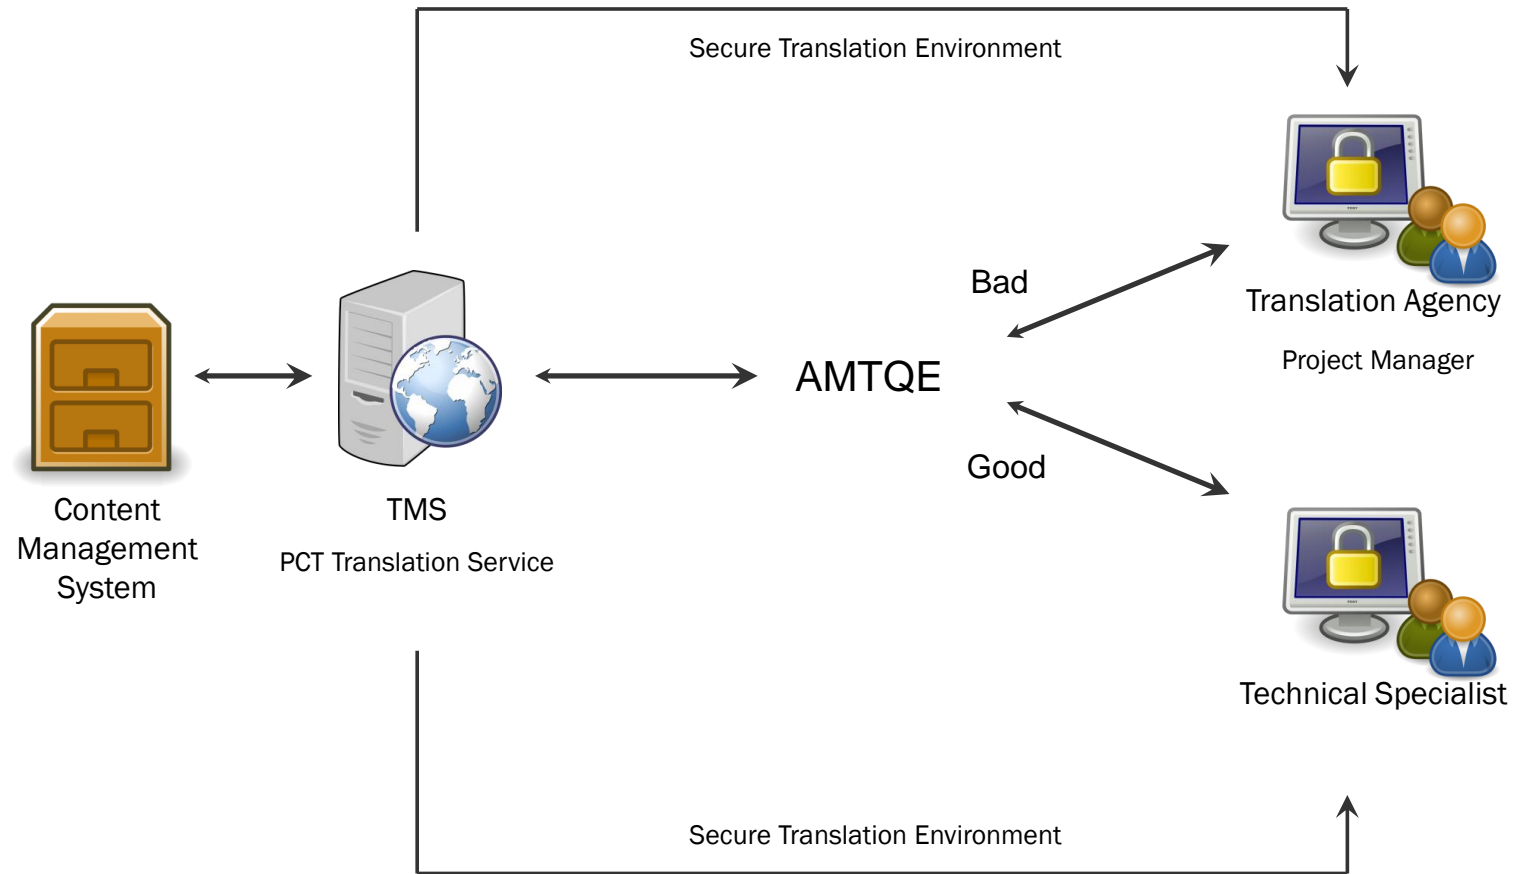 Secure Translation Environment
Bad
Translation Agency
Project Manager
AMTQE
Good
Content
Management
System
TMS
PCT Translation Service
Technical Specialist
Secure Translation Environment